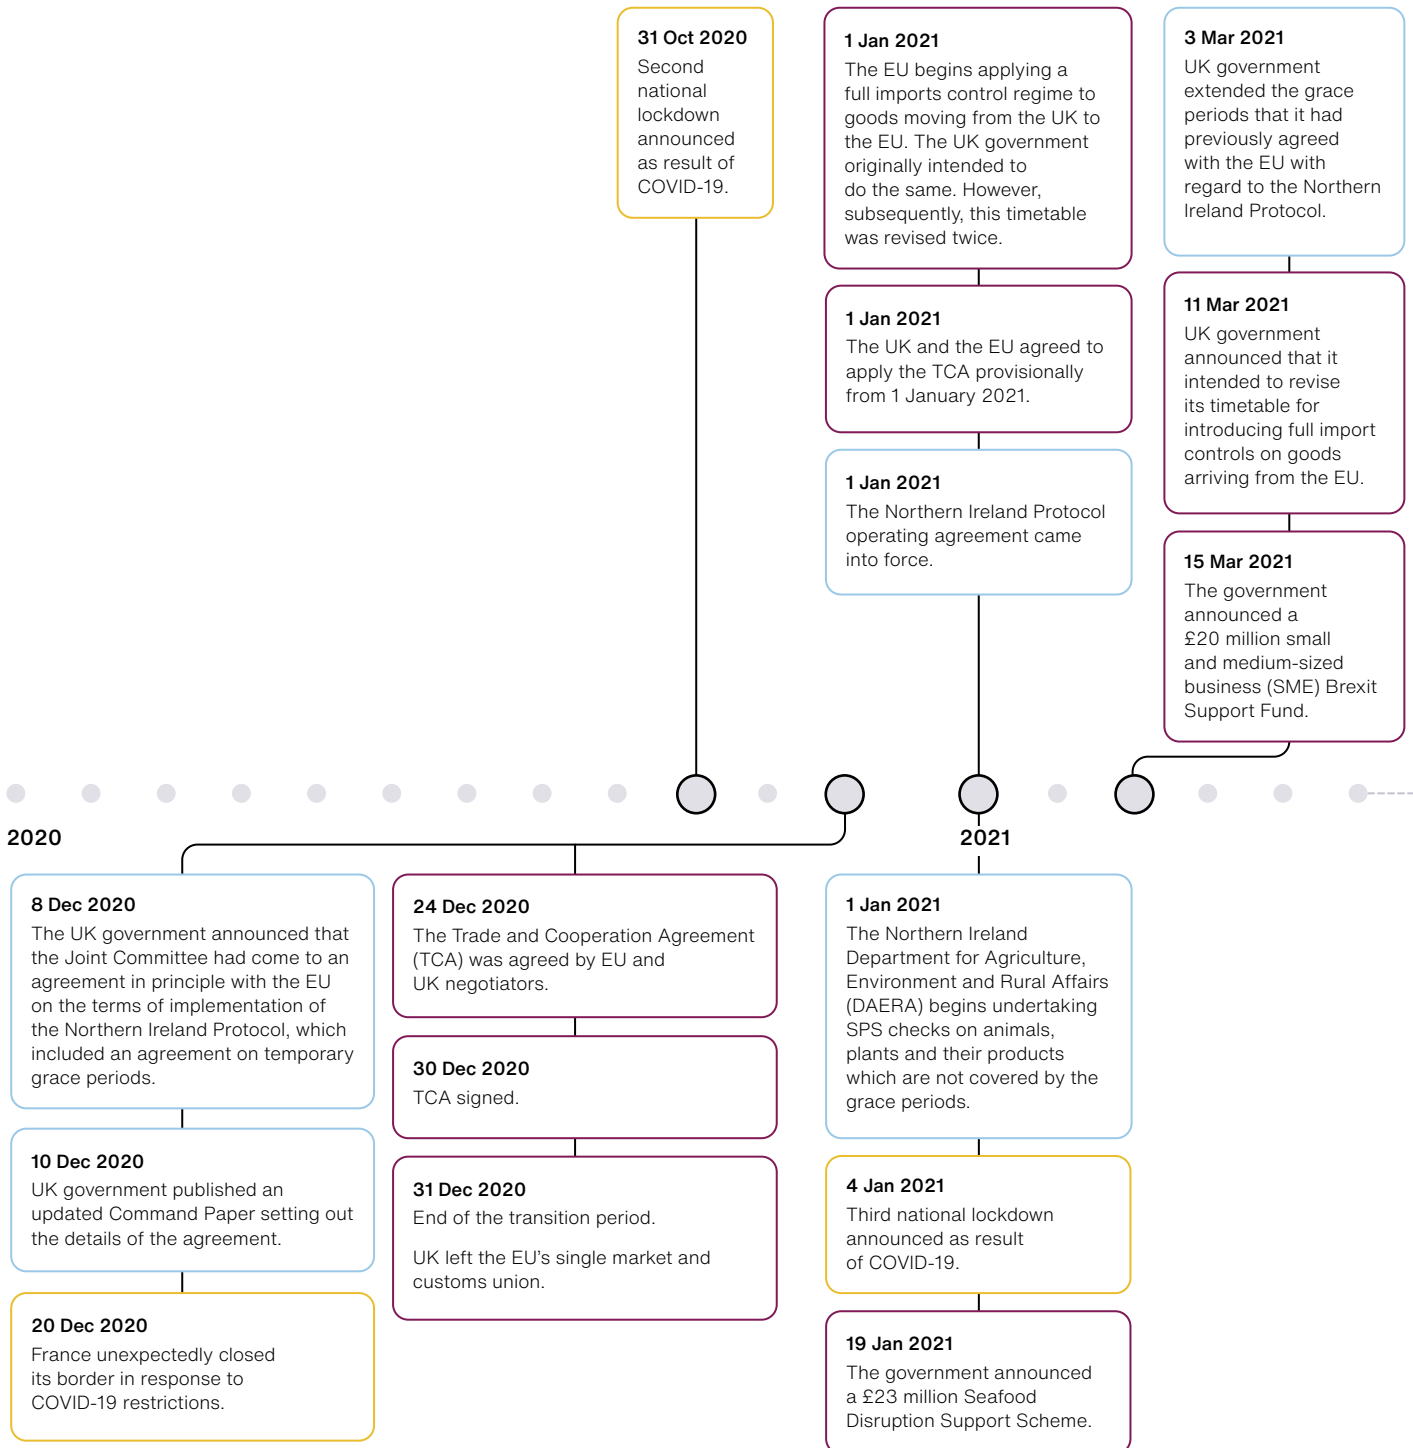 31 Oct 2020
Second
national
lockdown
announced
as result of
COVID-19.
1 Jan 2021
The EU begins applying a
full imports control regime to
goods moving from the UK to
the EU. The UK government
originally intended to
do the same. However,
subsequently, this timetable
was revised twice.
1 Jan 2021
The UK and the EU agreed to
apply the TCA provisionally
from 1 January 2021.
1 Jan 2021
The Northern Ireland Protocol
operating agreement came
into force.
3 Mar 2021
UK government
extended the grace
periods that it had
previously agreed
with the EU with
regard to the Northern
Ireland Protocol.
11 Mar 2021
UK government
announced that it
intended to revise
its timetable for
introducing full import
controls on goods
arriving from the EU.
15 Mar 2021
The government
announced a
£20 million small
and medium-sized
business (SME) Brexit
Support Fund.
2020
2021
8 Dec 2020
The UK government announced that
the Joint Committee had come to an
agreement in principle with the EU
on the terms of implementation of
the Northern Ireland Protocol, which
included an agreement on temporary
grace periods.
10 Dec 2020
UK government published an
updated Command Paper setting out
the details of the agreement.
20 Dec 2020
France unexpectedly closed
its border in response to
COVID-19 restrictions.
24 Dec 2020
The Trade and Cooperation Agreement
(TCA) was agreed by EU and
UK negotiators.
30 Dec 2020
TCA signed.
31 Dec 2020
End of the transition period.
UK left the EU’s single market and
customs union.
1 Jan 2021
The Northern Ireland
Department for Agriculture,
Environment and Rural Affairs
(DAERA) begins undertaking
SPS checks on animals,
plants and their products
which are not covered by the
grace periods.
4 Jan 2021
Third national lockdown
announced as result
of COVID-19.
19 Jan 2021
The government announced
a £23 million Seafood
Disruption Support Scheme.